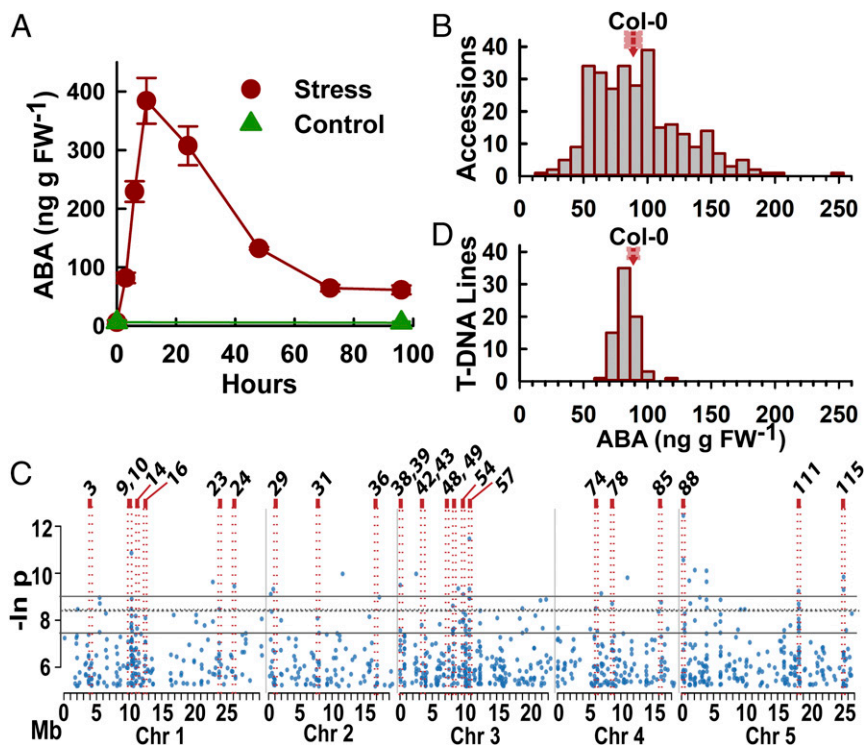 A
ABA (ng g FW-1)
400
300
200
100
0
Stress
Control
0 20 40 60 80 100
Hours
B
Col-0
Accessions
40
30
20
10
0
0 50 100 150 200 250
D
Col-0
T-DNA Lines
40
30
20
10
0
0 50 100 150 200 250
ABA (ng g FW-1)
C
3 9, 10 14 16 23 24 29 31 36 38,39 42,43 48, 49 54 57 74 78 85 88 111 115
-ln p
12
10
8
6
0 5 10 15 20 25 0 5 10 15 0 5 10 15 20 0 5 10 15 0 5 10 15 20 25
Mb Chr 1 Chr 2 Chr 3 Chr 4 Chr 5